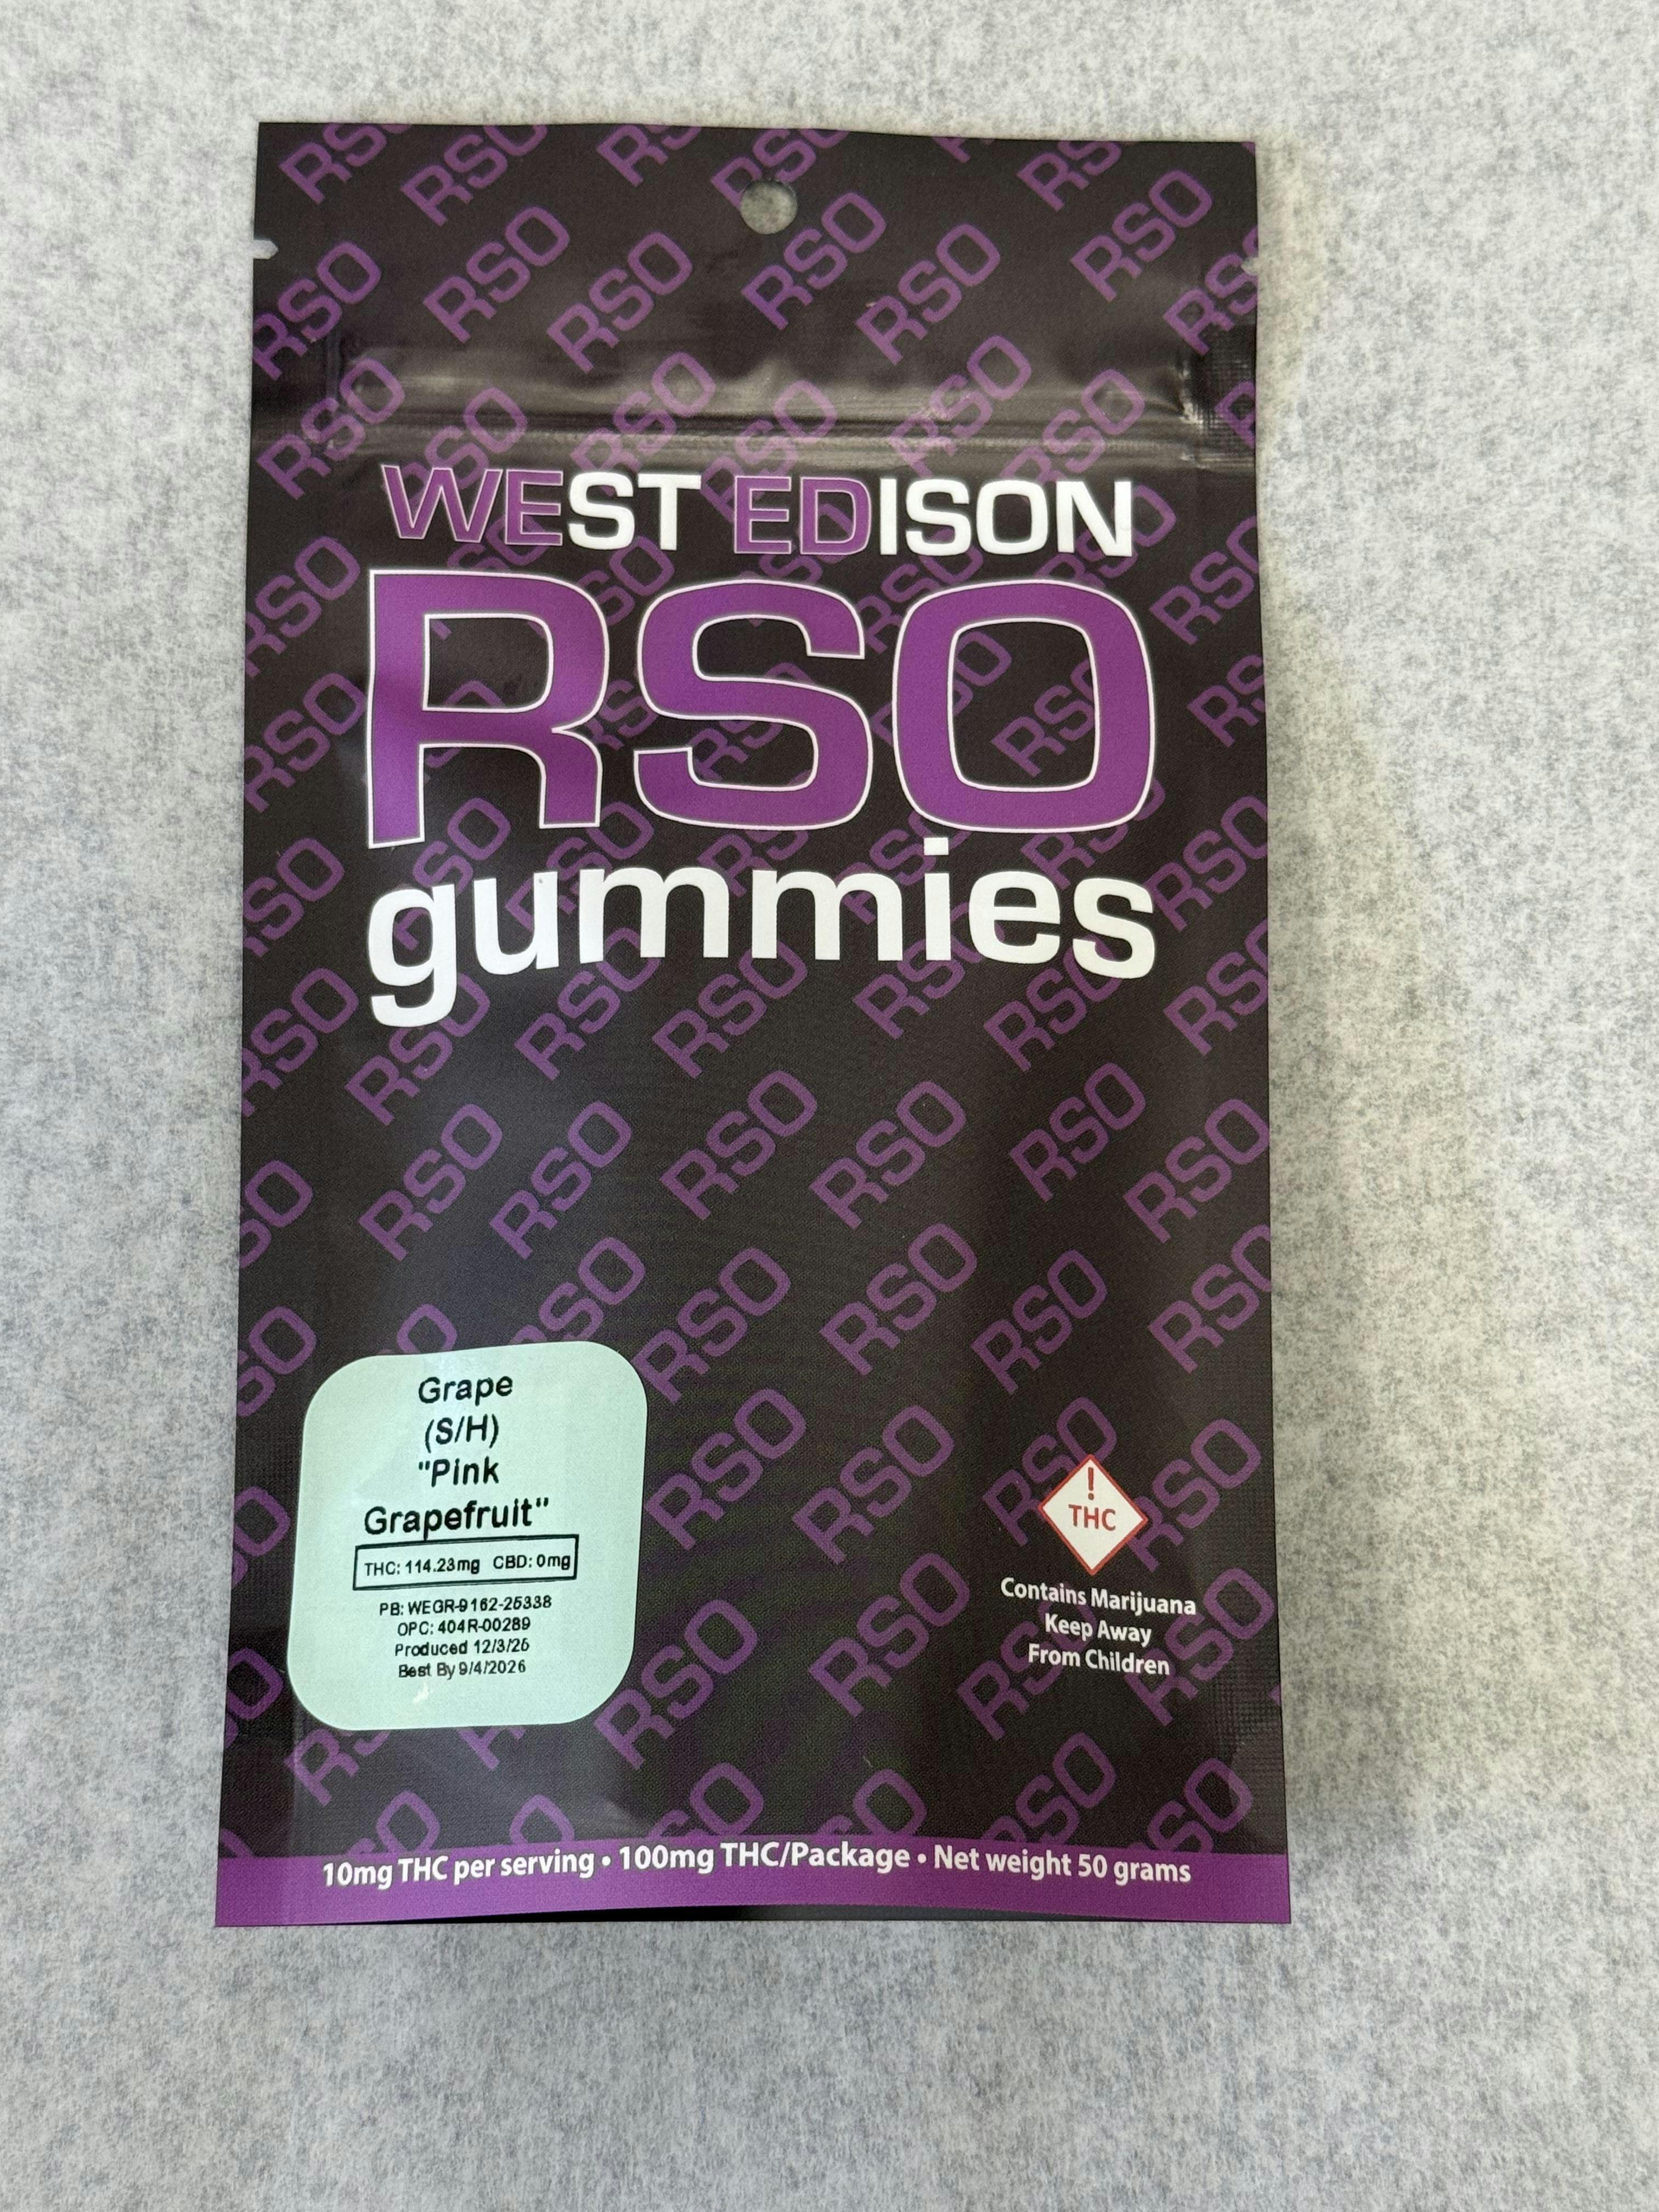 WEST EDISON
RSO
gummies
Grape
(S/H)
"Pink
Grapefruit"
THC: 114.23mg CBD: 0mg
PB: WEGR-9162-25338
OPC: 404R-00289
Produced 12/3/25
Best By 9/4/2026
!
THC
Contains Marijuana
Keep Away
From Children
10mg THC per serving • 100mg THC/Package • Net weight 50 grams